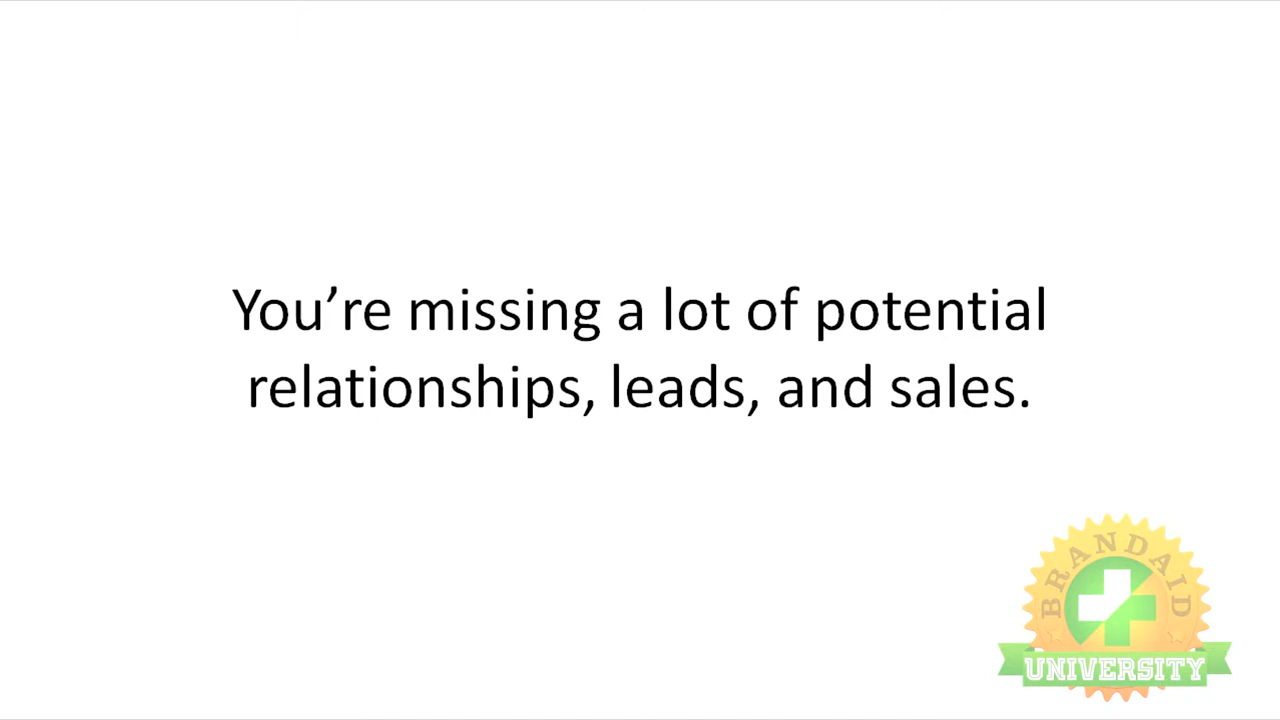 You’re missing a lot of potential
relationships, leads, and sales.
BRANDAID
UNIVERSITY